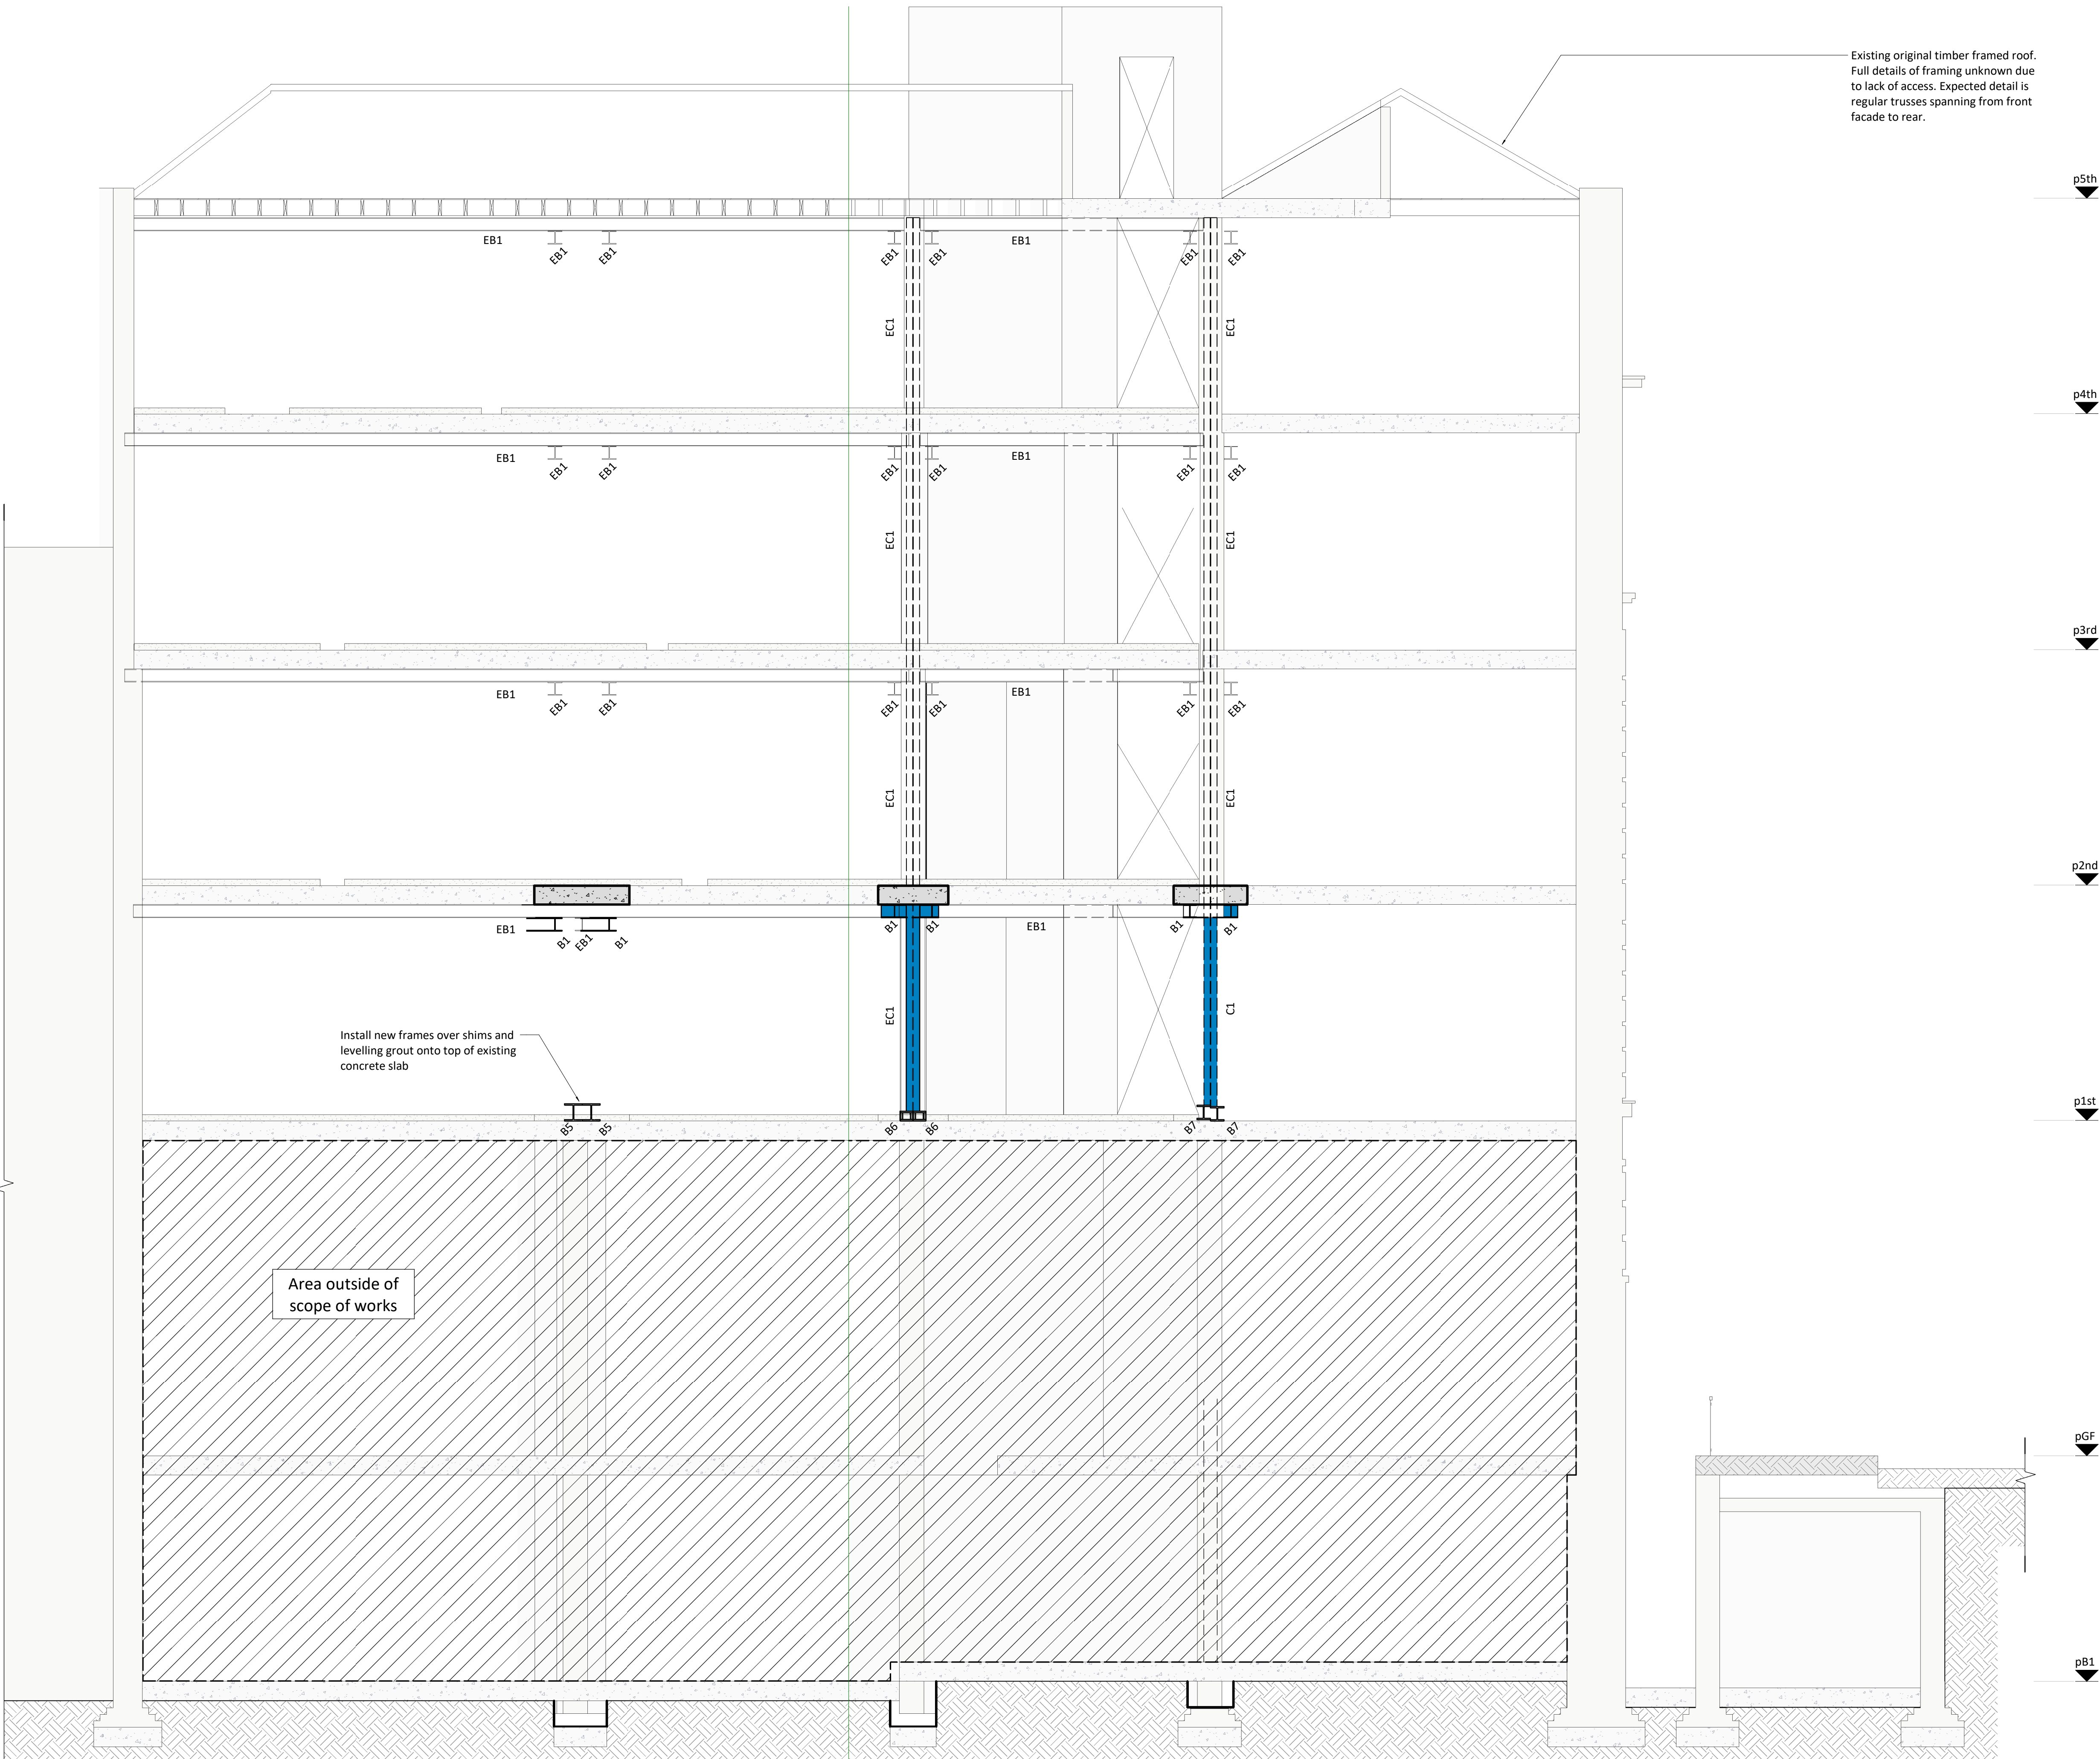 Existing original timber framed roof.
Full details of framing unknown due
to lack of access. Expected detail is
regular trusses spanning from front
facade to rear.
p5th
EB1
EB1
EB1
EB1
EB1
EB1
EB1
EB1
EC1
EC1
p4th
EB1
EB1
EB1
EB1
EB1
EB1
EB1
EB1
EC1
EC1
p3rd
EB1
EB1
EB1
EB1
EB1
EB1
EB1
EB1
EC1
EC1
p2nd
EB1
B1
EB1
B1
B1
B1
EB1
B1
B1
EC1
C1
Install new frames over shims and
levelling grout onto top of existing
concrete slab
p1st
B5
B5
B6
B6
B7
B7
Area outside of
scope of works
pGF
pB1